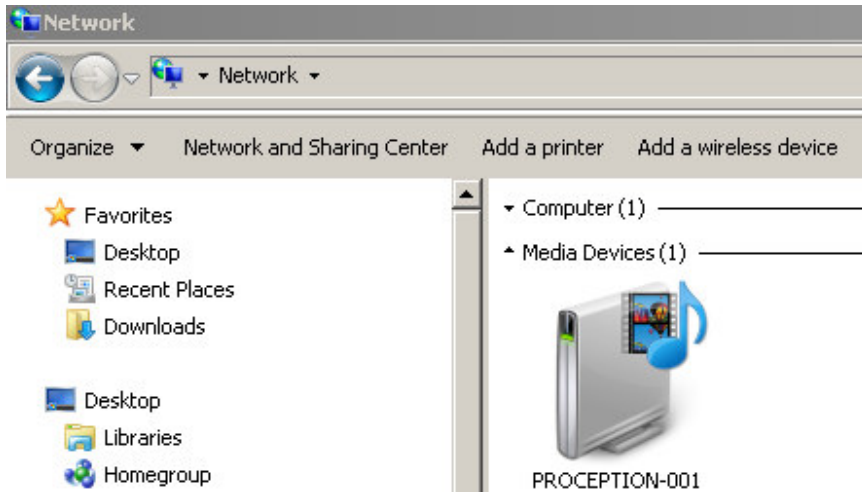 Network
Network
Organize Network and Sharing Center Add a printer Add a wireless device
Favorites
Desktop
Recent Places
Downloads
Desktop
Libraries
Homegroup
Computer (1)
Media Devices (1)
PROCEPTION-001